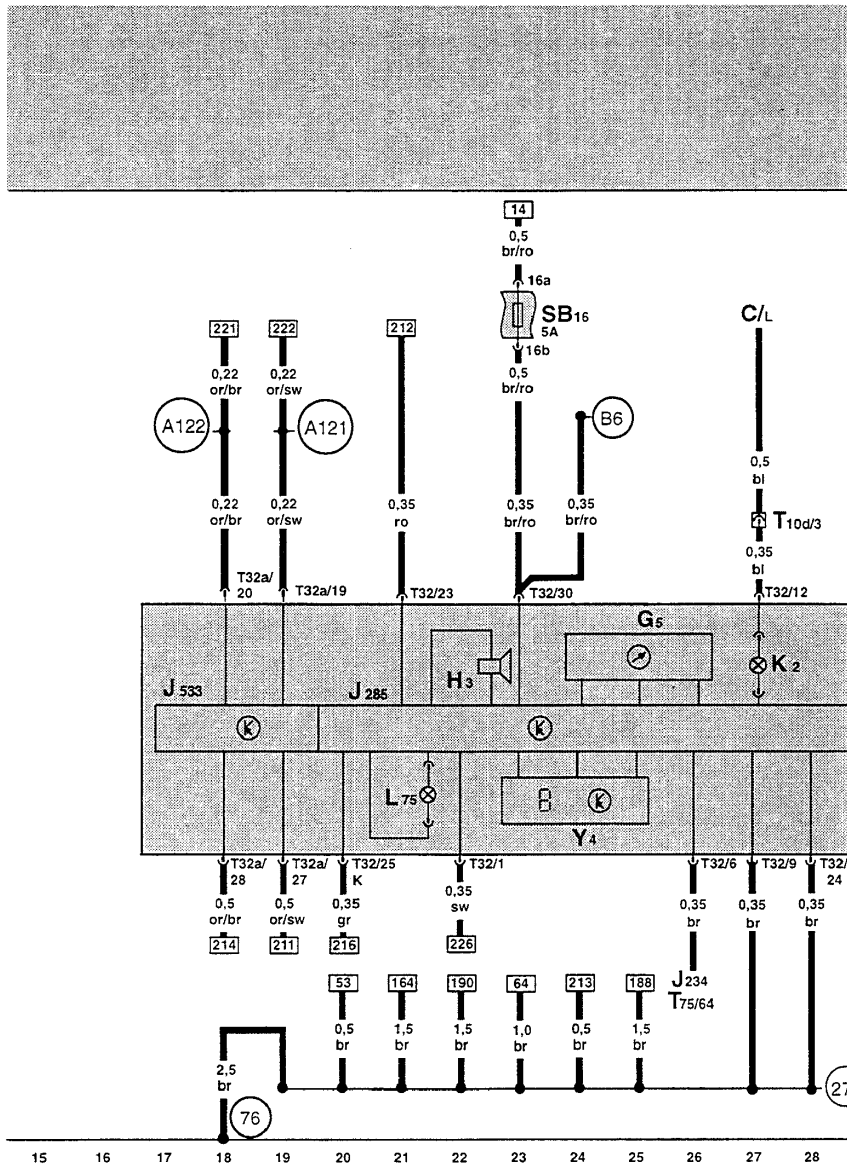 14
0,5
br/ro
16a
SB16
5A
16b
C/L
221
222
212
0,22
or/br
0,22
or/sw
0,5
br/ro
A122
A121
B6
0,5
bl
0,22
or/br
0,22
or/sw
0,35
ro
0,35
br/ro
0,35
br/ro
T10d/3
0,35
bl
T32a/
20
T32a/19
T32/23
T32/30
T32/12
G5
H3
K2
J533
J285
L75
Y4
T32a/
28
T32a/
27
T32/25
K
T32/1
T32/6
T32/9
T32/
24
0,5
or/br
0,5
or/sw
0,35
gr
0,35
sw
0,35
br
0,35
br
0,35
br
214
211
216
226
J234
T75/64
53
164
190
64
213
188
0,5
br
1,5
br
1,5
br
1,0
br
0,5
br
1,5
br
2,5
br
76
27
15 16 17 18 19 20 21 22 23 24 25 26 27 28